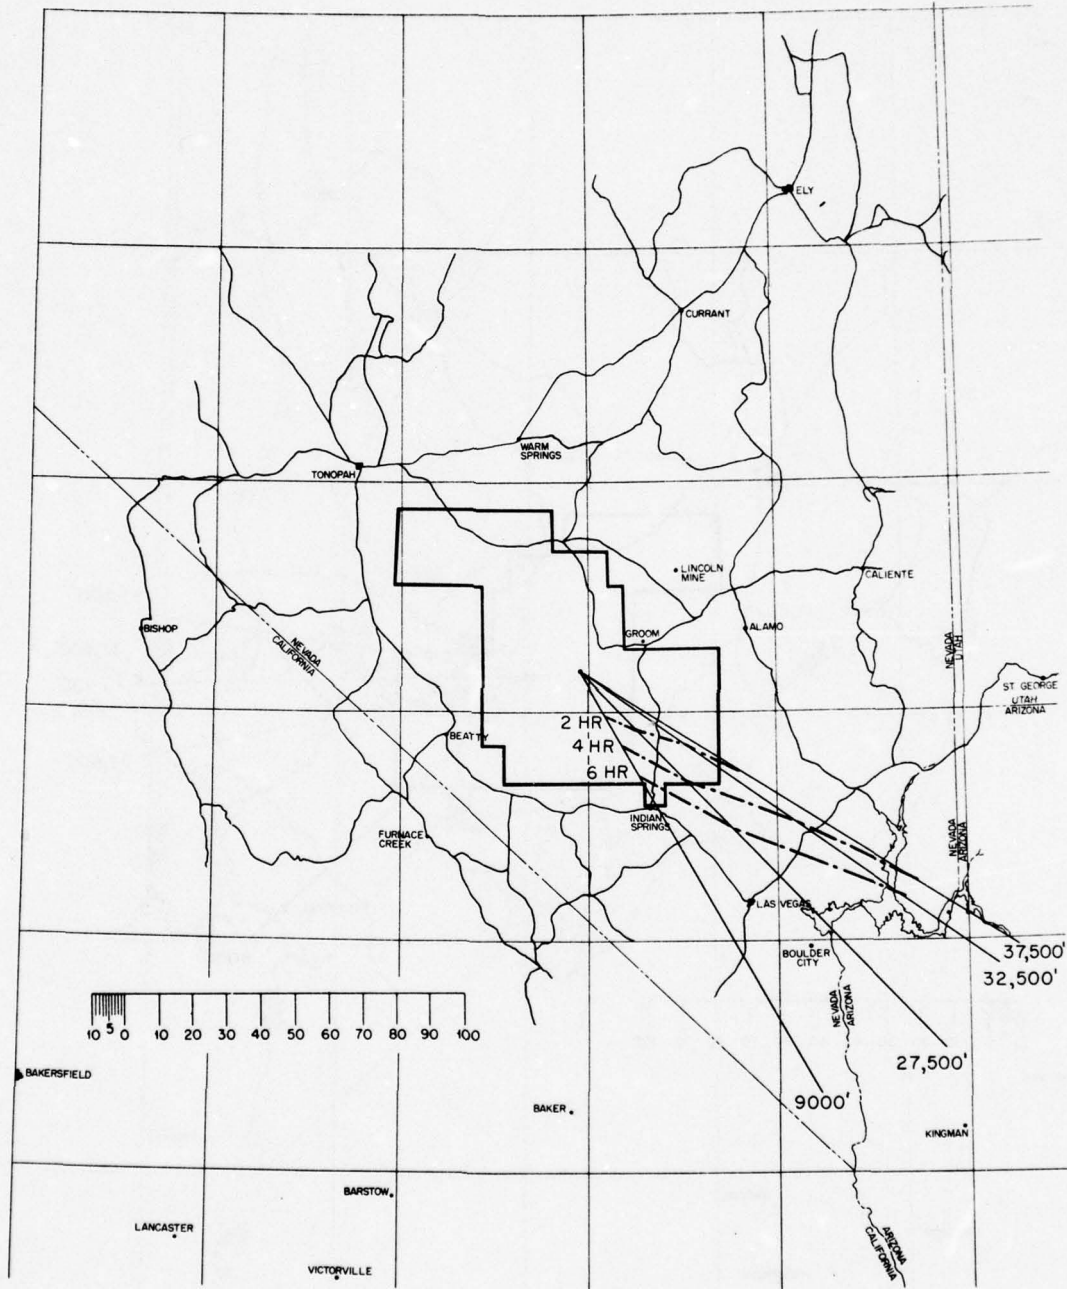 ELY
CURRANT
WARM
SPRINGS
TONOPAH
LINCOLN
MINE
CALIENTE
BISHOP
NEVADA
CALIFORNIA
GROOM
ALAMO
NEVADA
UTAH
ST. GEORGE
UTAH
ARIZONA
2 HR
BEATTY
4 HR
6 HR
INDIAN
SPRINGS
FURNACE
CREEK
NEVADA
ARIZONA
LAS VEGAS
BOULDER
CITY
37,500'
32,500'
NEVADA
ARIZONA
10 5 0 10 20 30 40 50 60 70 80 90 100
27,500'
BAKERSFIELD
9000'
BAKER
KINGMAN
BARSTOW
LANCASTER
ARIZONA
CALIFORNIA
VICTORVILLE